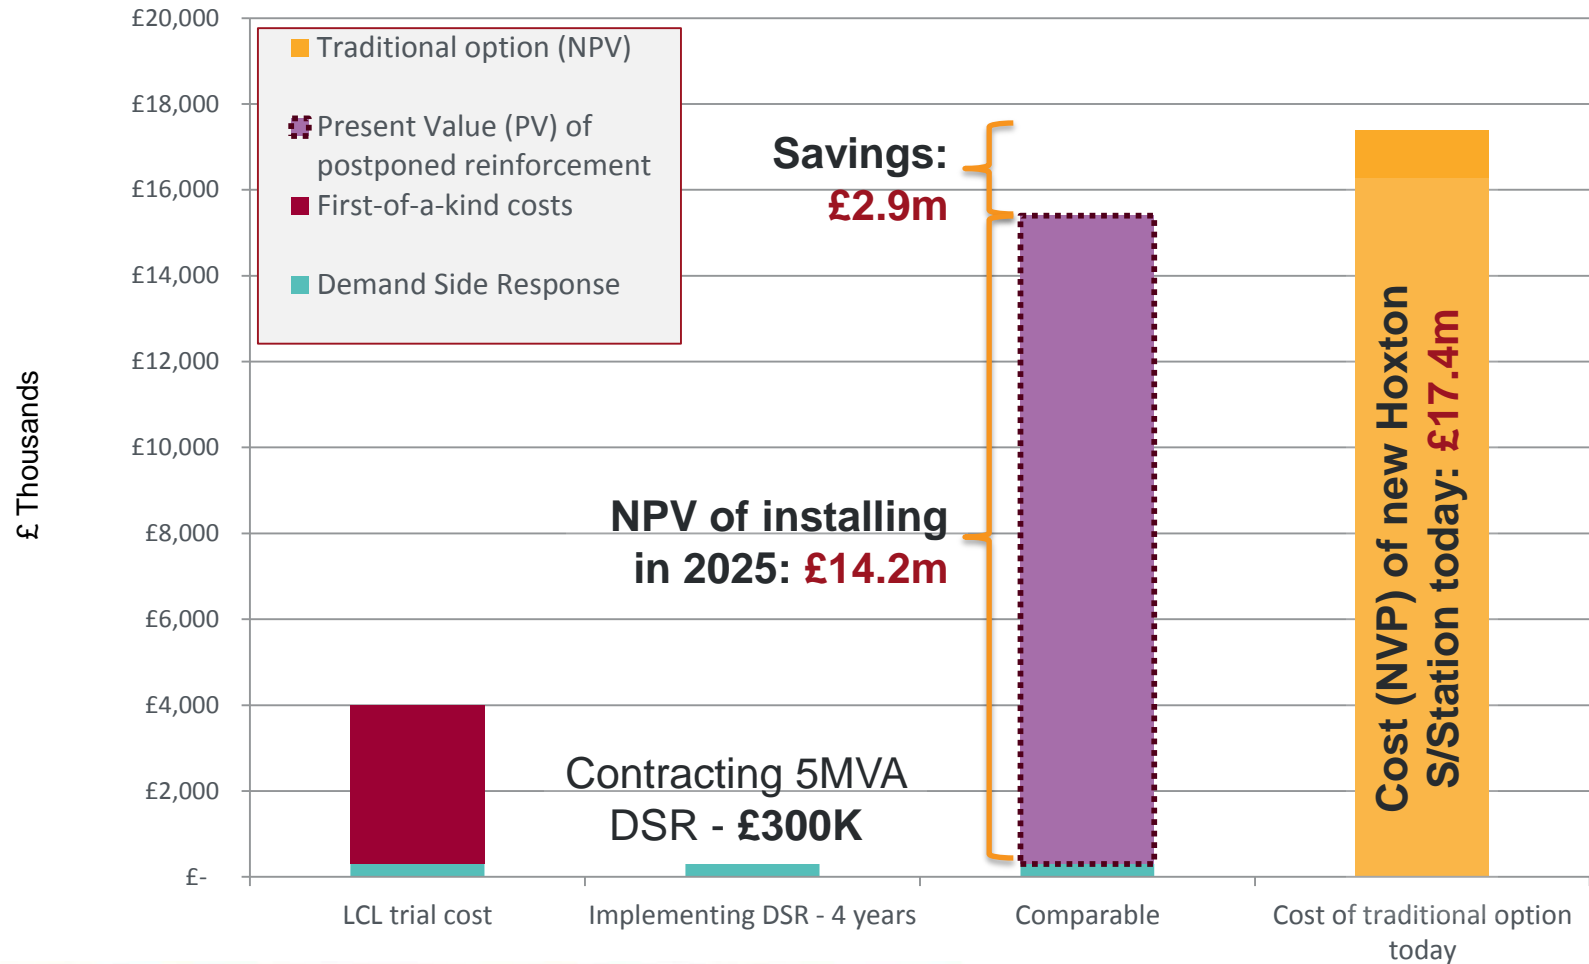 £20,000
£18,000
£16,000
£14,000
£12,000
£10,000
£8,000
£6,000
£4,000
£2,000
£-
£ Thousands
Traditional option (NPV)
Present Value (PV) of
postponed reinforcement
First-of-a-kind costs
Demand Side Response
Savings:
£2.9m
NPV of installing
in 2025: £14.2m
Contracting 5MVA
DSR - £300K
Cost (NVP) of new Hoxton
S/Station today: £17.4m
LCL trial cost
Implementing DSR - 4 years
Comparable
Cost of traditional option
today